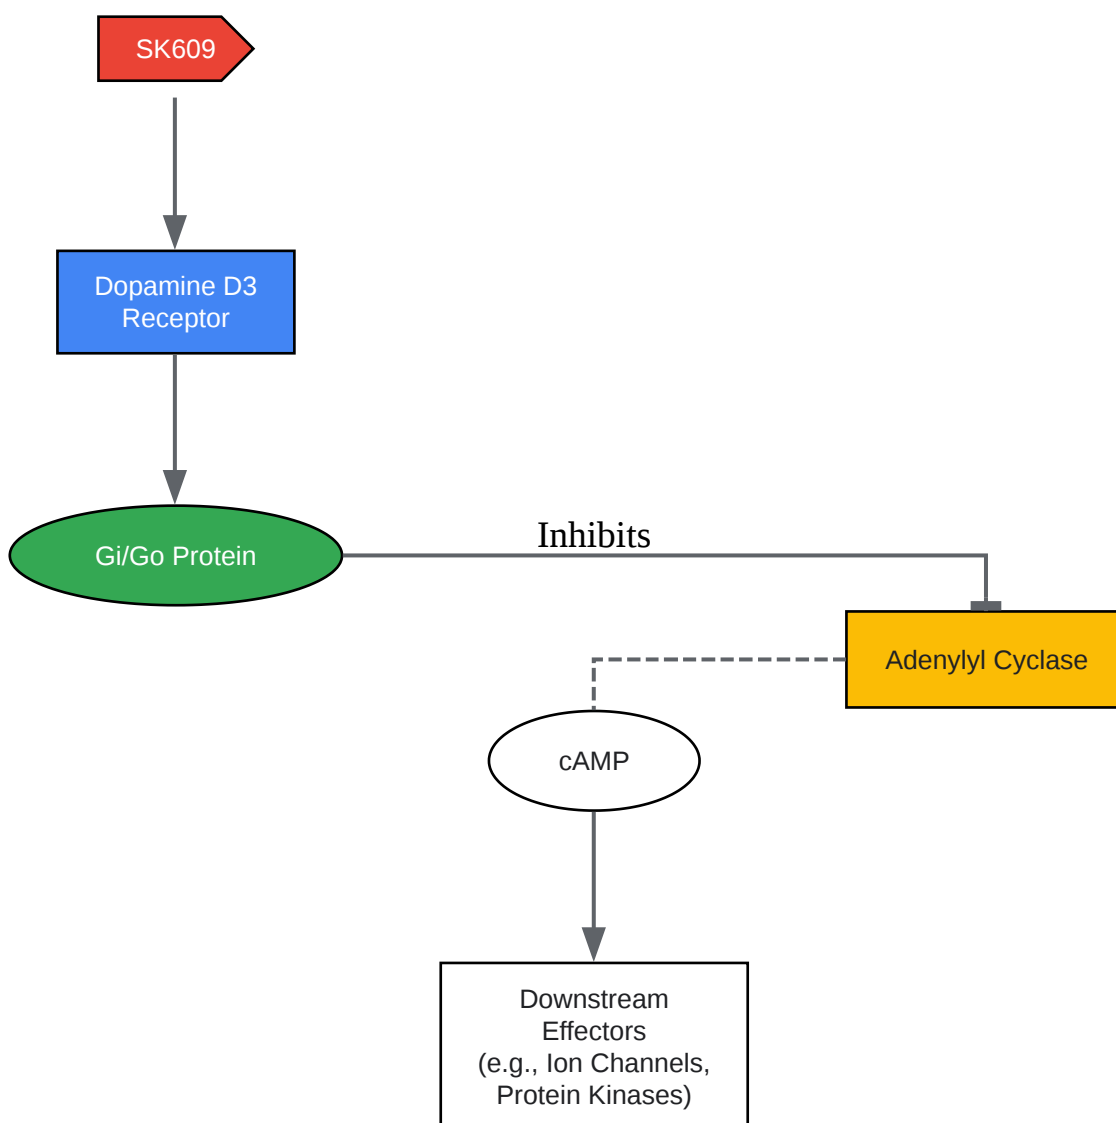 SK609
Dopamine D3
Receptor
Gi/Go Protein
Inhibits
Adenylyl Cyclase
cAMP
Downstream
Effectors
(e.g., Ion Channels,
Protein Kinases)